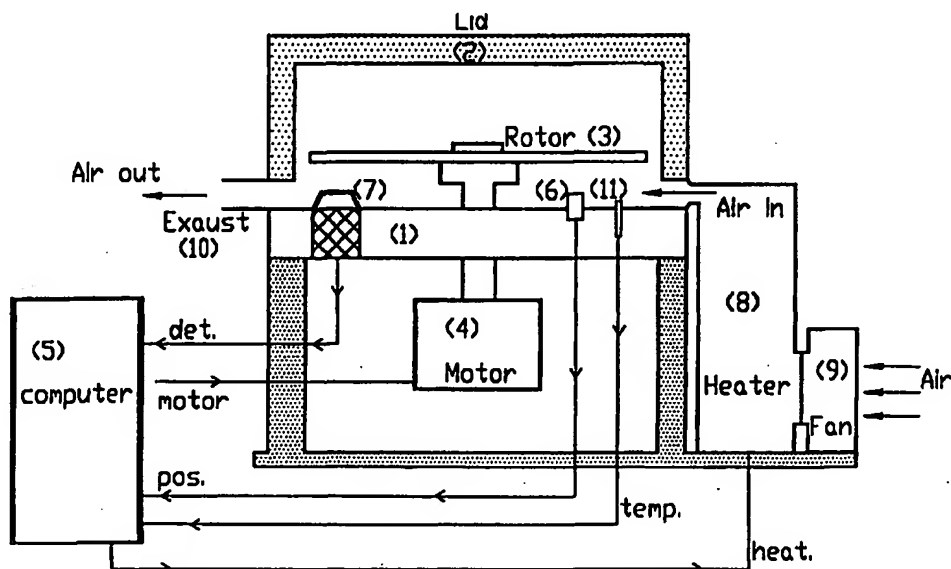 Lid
(2)
Rotor (3)
Air out
(7)
(6)
(11)
Air in
Exaust
(10)
(1)
(8)
(5)
computer
det.
motor
(4)
Motor
Heater
(9)
Air
Fan
pos.
temp.
heat.